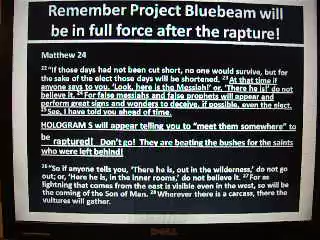 Remember Project Bluebeam will
be in full force after the rapture!
Matthew 24
22 "If those days had not been cut short, no one would survive, but for
the sake of the elect those days will be shortened. 23 At that time if
anyone says to you, 'Look, here is the Messiah!' or, 'There he is!' do not
believe it. 24 For false messiahs and false prophets will appear and
perform great signs and wonders to deceive, if possible, even the elect.
25 See, I have told you ahead of time.
HOLOGRAM S will appear telling you to "meet them somewhere" to
be
raptured! Don't go! They are beating the bushes for the saints
who were left behind!
26 "So if anyone tells you, 'There he is, out in the wilderness,' do not go
out; or, 'Here he is, in the inner rooms,' do not believe it. 27 For as
lightning that comes from the east is visible even in the west, so will be
the coming of the Son of Man. 28 Wherever there is a carcass, there the
vultures will gather.
DELL